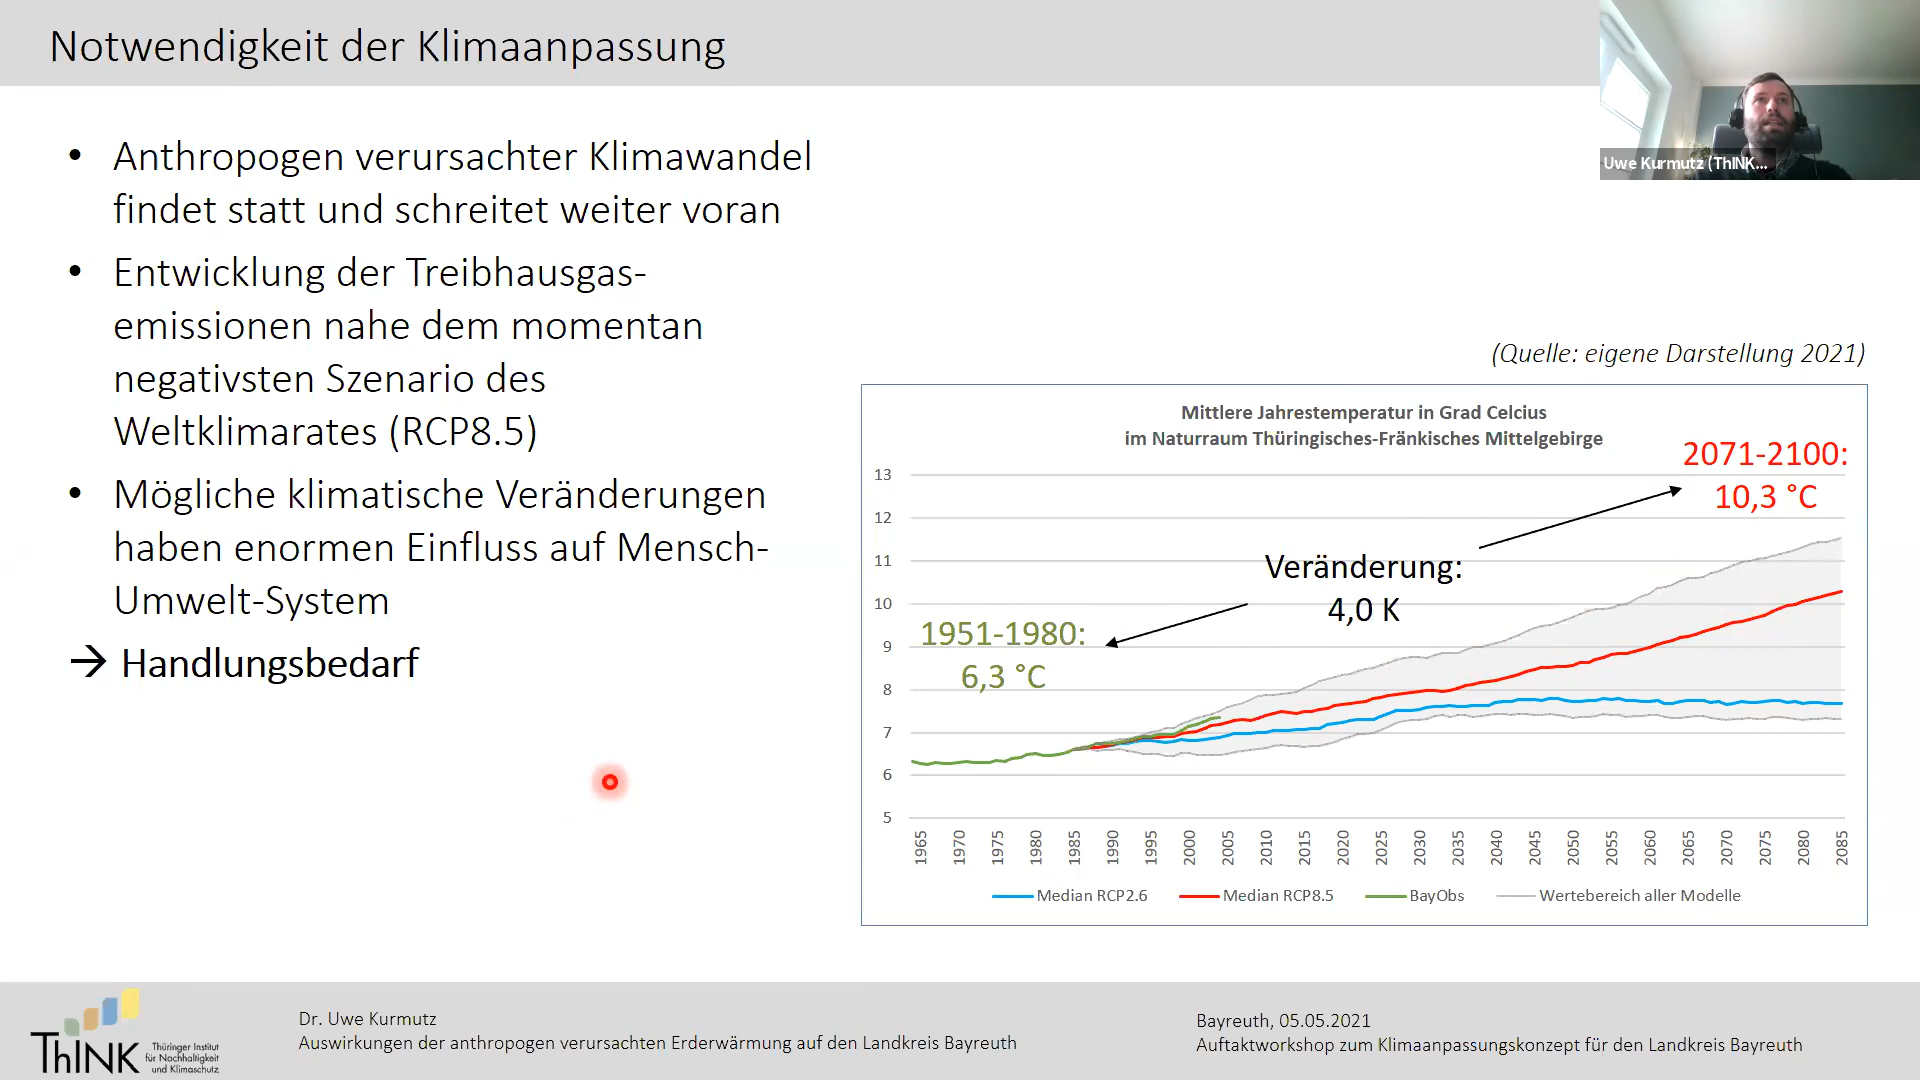 Notwendigkeit der Klimaanpassung
Uwe Kurmutz (ThINK...
• Anthropogen verursachter Klimawandel
findet statt und schreitet weiter voran
• Entwicklung der Treibhausgas-
emissionen nahe dem momentan
negativsten Szenario des
Weltklimarates (RCP8.5)
• Mögliche klimatische Veränderungen
haben enormen Einfluss auf Mensch-
Umwelt-System
→ Handlungsbedarf
(Quelle: eigene Darstellung 2021)
Mittlere Jahrestemperatur in Grad Celcius
im Naturraum Thüringisches-Fränkisches Mittelgebirge
2071-2100:
10,3 °C
Veränderung:
4,0 K
1951-1980:
6,3 °C
13
12
11
10
9
8
7
6
5
1965 1970 1975 1980 1985 1990 1995 2000 2005 2010 2015 2020 2025 2030 2035 2040 2045 2050 2055 2060 2065 2070 2075 2080 2085
Median RCP2.6 Median RCP8.5 BayObs Wertebereich aller Modelle
ThINK
Thüringer Institut
für Nachhaltigkeit
und Klimaschutz
Dr. Uwe Kurmutz
Auswirkungen der anthropogen verursachten Erderwärmung auf den Landkreis Bayreuth
Bayreuth, 05.05.2021
Auftaktworkshop zum Klimaanpassungskonzept für den Landkreis Bayreuth